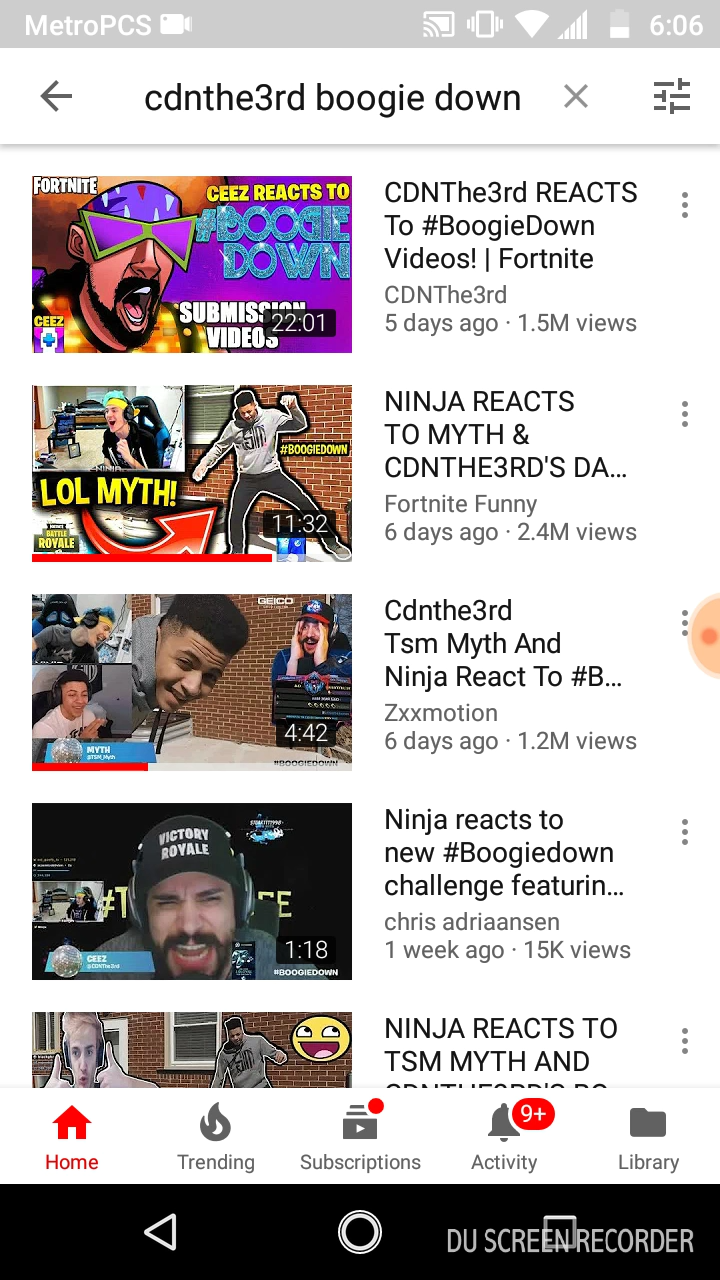 MetroPCS
6:06
cdnthe3rd boogie down
FORTNITE
CEEZ REACTS TO
#BOOGIE
DOWN
SUBMISSION
VIDEOS
CEEZ
22:01
CDNThe3rd REACTS
To #BoogieDown
Videos! | Fortnite
CDNThe3rd
5 days ago · 1.5M views
NINJA
#BOOGIEDOWN
LOL MYTH!
BATTLE
ROYALE
11:32
NINJA REACTS
TO MYTH &
CDNTHE3RD'S DA...
Fortnite Funny
6 days ago · 2.4M views
GEICO
MYTH
@TSM_Myth
4:42
#BOOGIEDOWN
Cdnthe3rd
Tsm Myth And
Ninja React To #B...
Zxxmotion
6 days ago · 1.2M views
VICTORY
ROYALE
CEEZ
@CDNThe3rd
1:18
#BOOGIEDOWN
Ninja reacts to
new #Boogiedown
challenge featurin...
chris adriaansen
1 week ago · 15K views
NINJA REACTS TO
TSM MYTH AND
Home
Trending
Subscriptions
9+
Activity
Library
DU SCREEN RECORDER